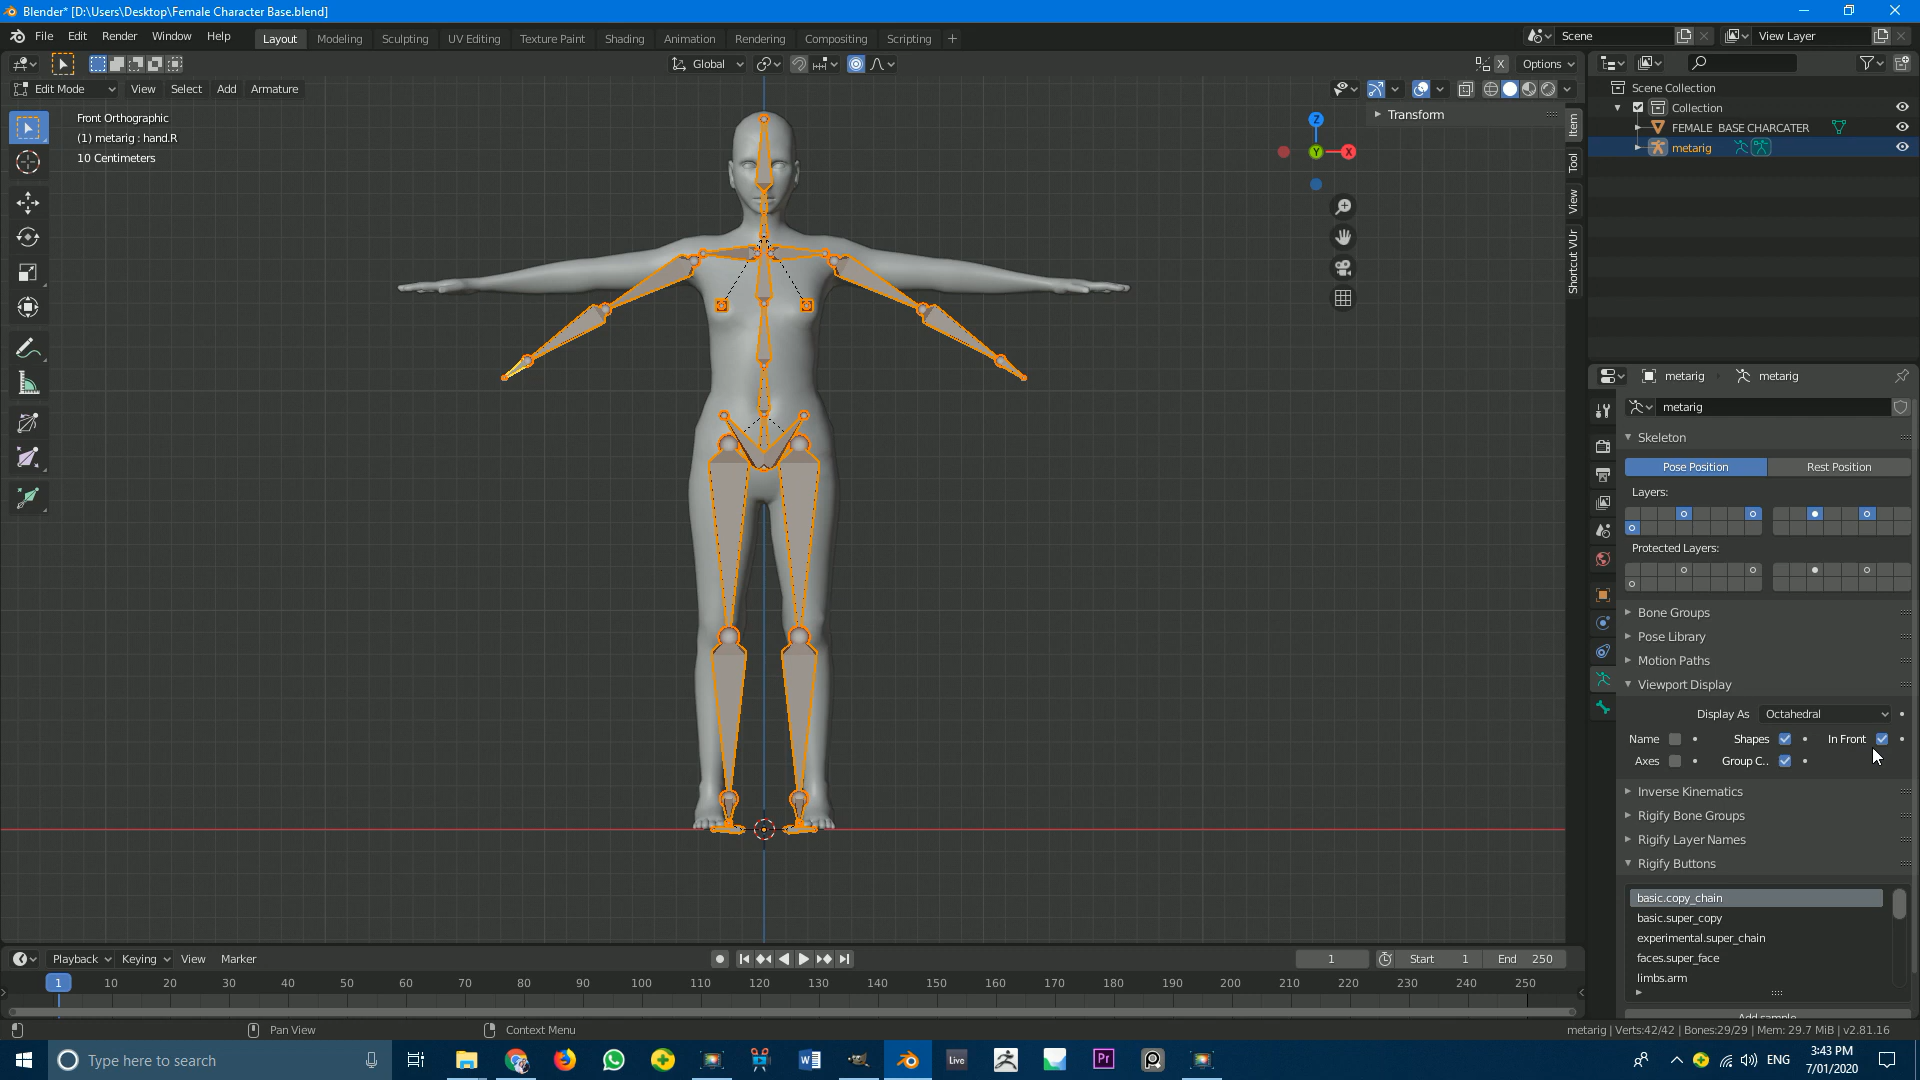 Blender* [D:\Users\Desktop\Female Character Base.blend]
File Edit Render Window Help
Layout Modeling Sculpting UV Editing Texture Paint Shading Animation Rendering Compositing Scripting +
Scene
View Layer
Global
X
Options
Edit Mode View Select Add Armature
Front Orthographic
(1) metarig : hand.R
10 Centimeters
Transform
Item
Tool
View
Shortcut VUr
Z
Y
X
Scene Collection
Collection
FEMALE BASE CHARCATER
metarig
metarig metarig
metarig
Skeleton
Pose Position Rest Position
Layers:
Protected Layers:
Bone Groups
Pose Library
Motion Paths
Viewport Display
Display As Octahedral
Name Shapes In Front
Axes Group C..
Inverse Kinematics
Rigify Bone Groups
Rigify Layer Names
Rigify Buttons
basic.copy_chain
basic.super_copy
experimental.super_chain
faces.super_face
limbs.arm
Add sample
Playback Keying View Marker
1
Start 1
End 250
1 10 20 30 40 50 60 70 80 90 100 110 120 130 140 150 160 170 180 190 200 210 220 230 240 250
Pan View
Context Menu
metarig | Verts:42/42 | Bones:29/29 | Mem: 29.7 MiB | v2.81.16
Type here to search
W
Live
Pr
ENG
3:43 PM
7/01/2020